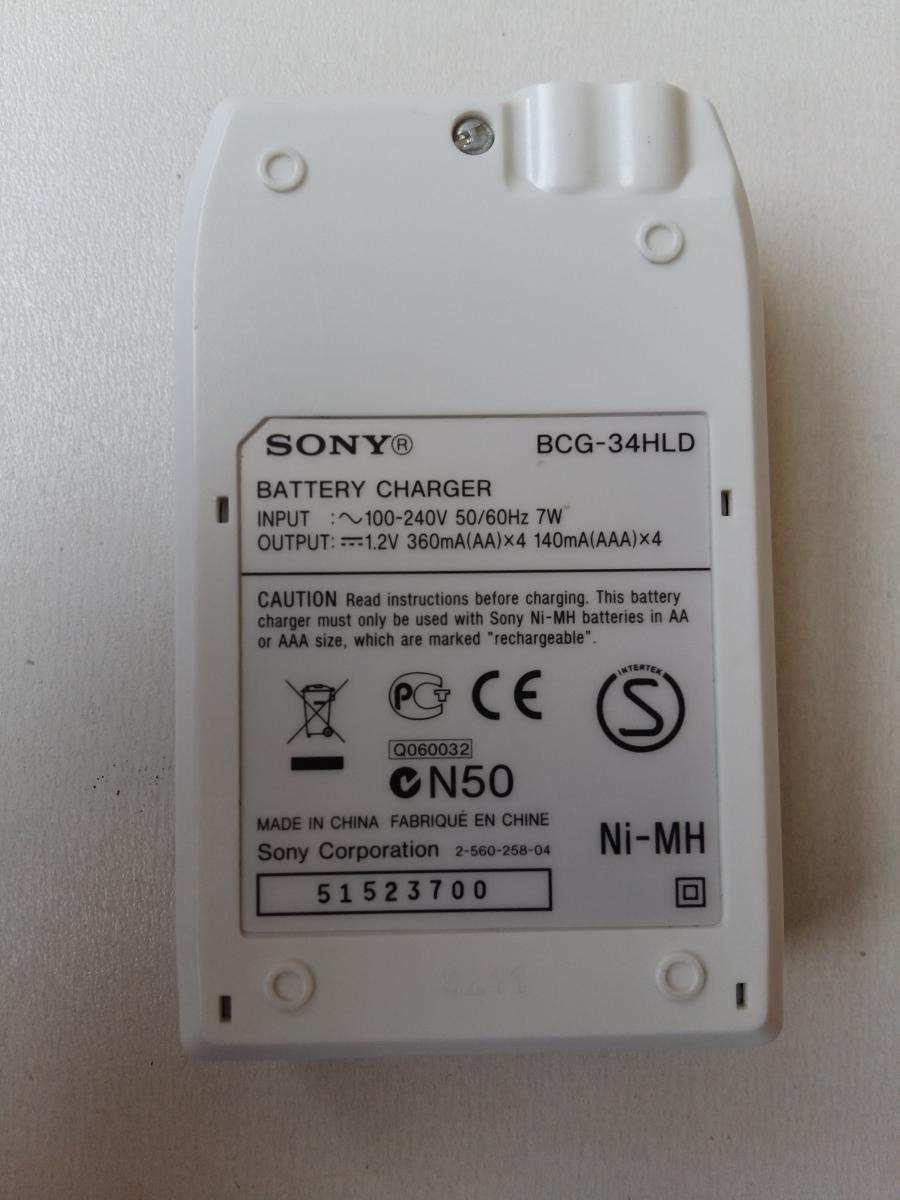 SONY® BCG-34HLD
BATTERY CHARGER
INPUT :～100-240V 50/60Hz 7W
OUTPUT: ⎓1.2V 360mA(AA)×4 140mA(AAA)×4
CAUTION Read instructions before charging. This battery
charger must only be used with Sony Ni-MH batteries in AA
or AAA size, which are marked "rechargeable".
INTERTEK
S
PCT CE
Q060032
N50
MADE IN CHINA FABRIQUÉ EN CHINE
Sony Corporation 2-560-258-04
Ni-MH
51523700